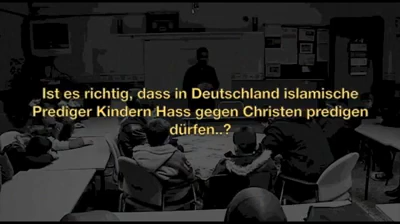 Ist es richtig, dass in Deutschland islamische
Prediger Kindern Hass gegen Christen predigen
dürfen..?